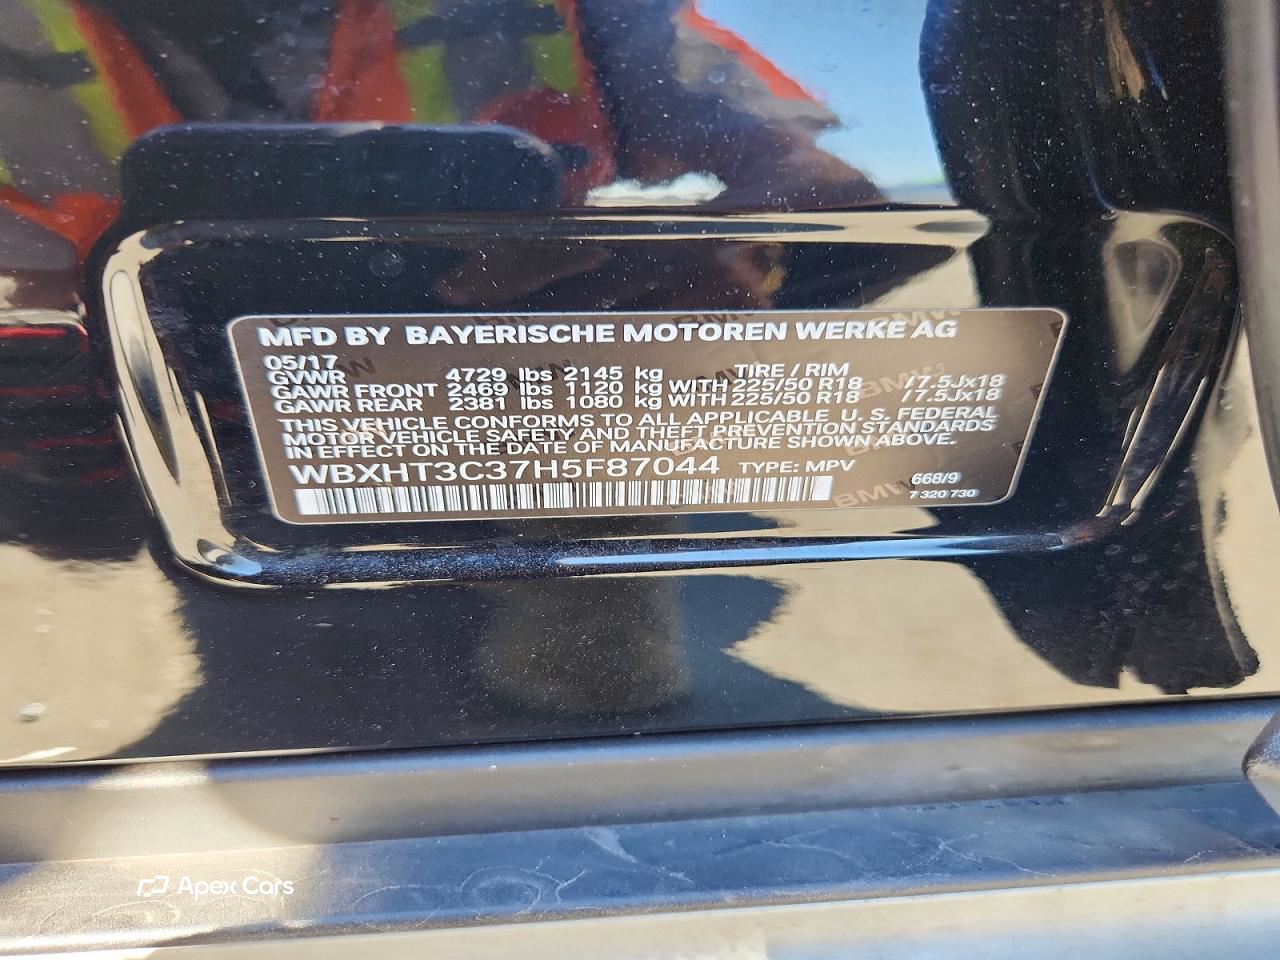 MFD BY BAYERISCHE MOTOREN WERKE AG
05/17
GVWR 4729 lbs 2145 kg TIRE / RIM
GAWR FRONT 2469 lbs 1120 kg WITH 225/50 R18 /7.5Jx18
GAWR REAR 2381 lbs 1080 kg WITH 225/50 R18 /7.5Jx18
THIS VEHICLE CONFORMS TO ALL APPLICABLE U.S. FEDERAL
MOTOR VEHICLE SAFETY AND THEFT PREVENTION STANDARDS
IN EFFECT ON THE DATE OF MANUFACTURE SHOWN ABOVE.
WBXHT3C37H5F87044 TYPE: MPV
668/9
7 320 730
Apex Cars